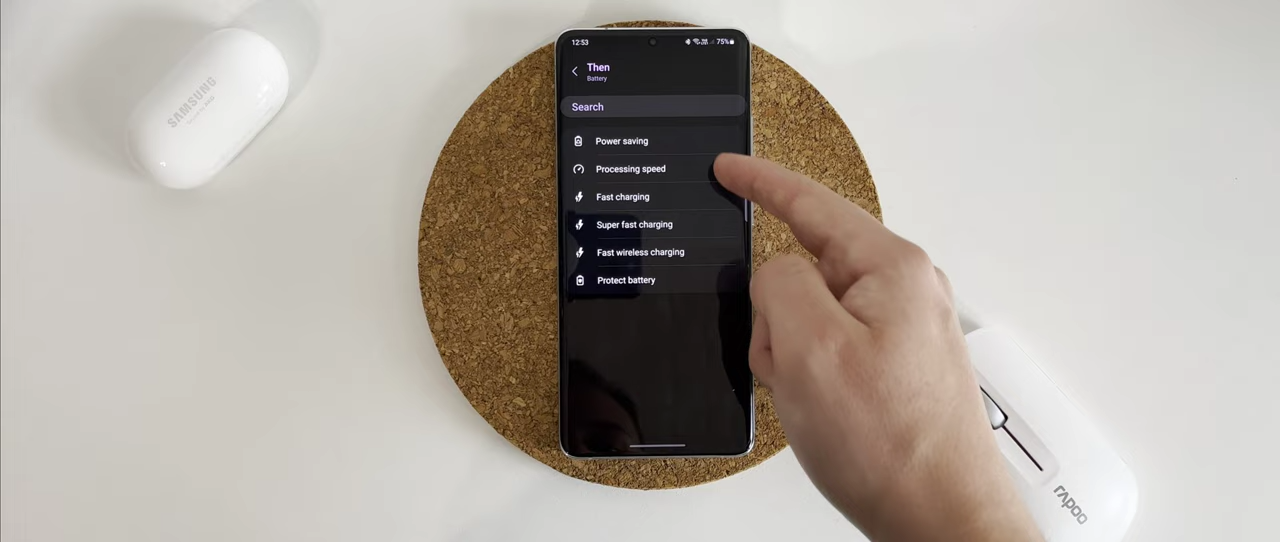 SAMSUNG
12:53
75%
Then
Battery
Search
Power saving
Processing speed
Fast charging
Super fast charging
Fast wireless charging
Protect battery
rapoo